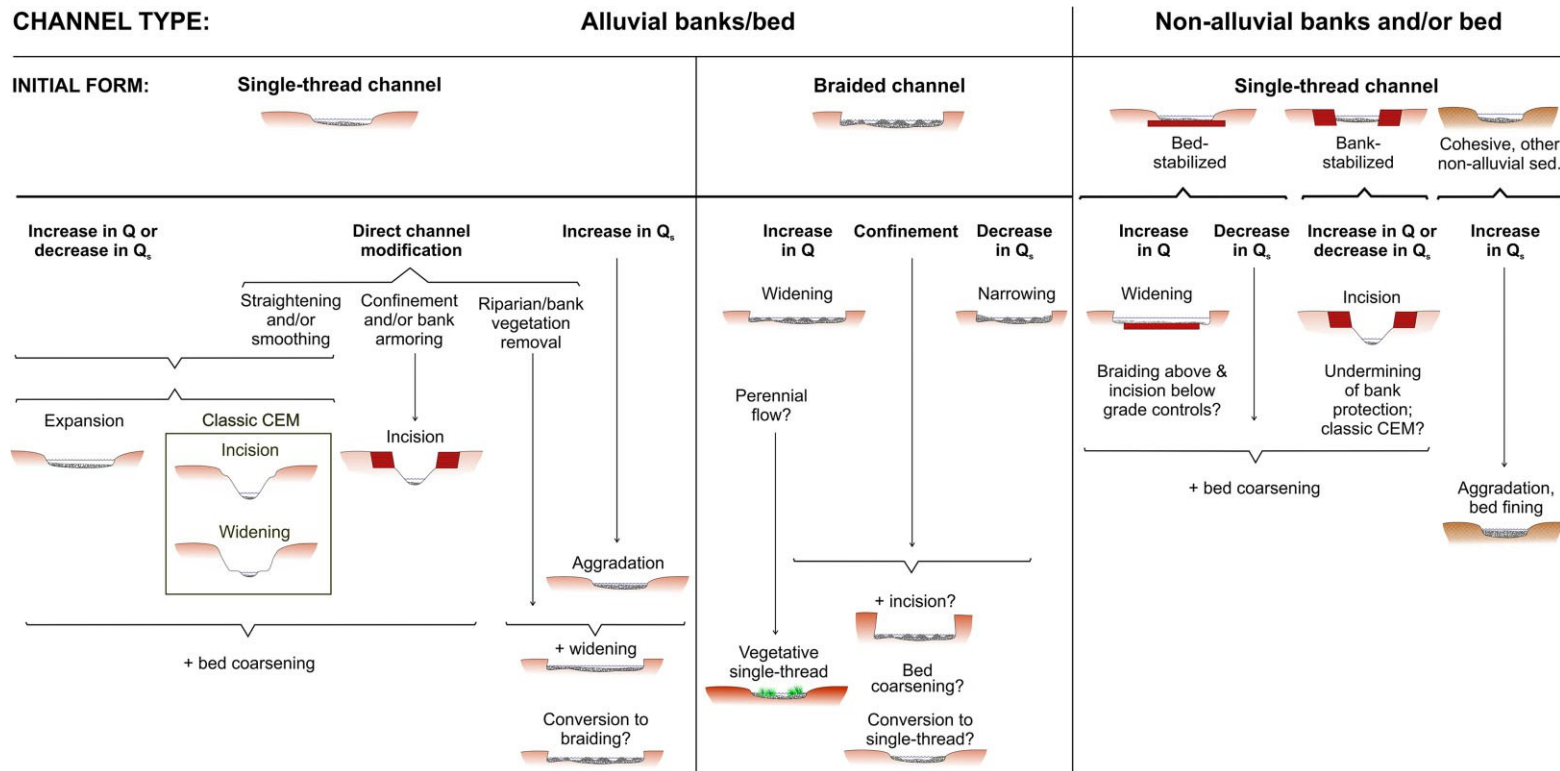 CHANNEL TYPE:
Alluvial banks/bed
Non-alluvial banks and/or bed
INITIAL FORM:
Single-thread channel
Braided channel
Single-thread channel
Bed-
stabilized
Bank-
stabilized
Cohesive, other
non-alluvial sed.
Increase in Q or
decrease in Qs
Direct channel
modification
Increase in Qs
Straightening
and/or
smoothing
Confinement
and/or bank
armoring
Riparian/bank
vegetation
removal
Expansion
Classic CEM
Incision
Widening
Incision
Aggradation
+ bed coarsening
+ widening
Conversion to
braiding?
Increase
in Q
Confinement
Decrease
in Qs
Widening
Narrowing
Perennial
flow?
Vegetative
single-thread
+ incision?
Bed
coarsening?
Conversion to
single-thread?
Increase
in Q
Decrease
in Qs
Increase in Q or
decrease in Qs
Increase
in Qs
Widening
Incision
Braiding above &
incision below
grade controls?
Undermining
of bank
protection;
classic CEM?
+ bed coarsening
Aggradation,
bed fining